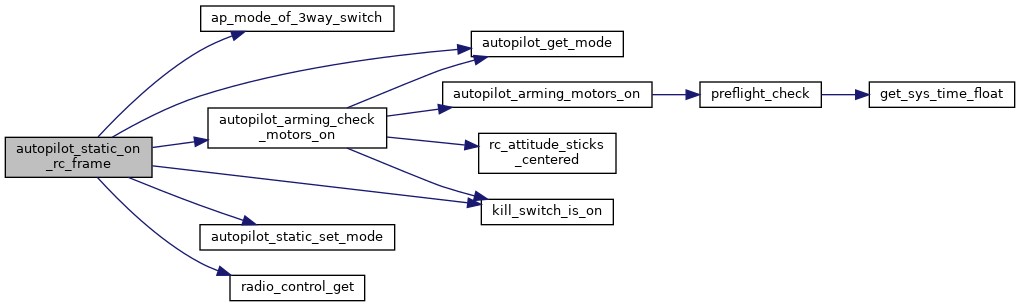 ap_mode_of_3way_switch
autopilot_get_mode
autopilot_arming_motors_on
preflight_check
get_sys_time_float
autopilot_arming_check
_motors_on
autopilot_static_on
_rc_frame
rc_attitude_sticks
_centered
kill_switch_is_on
autopilot_static_set_mode
radio_control_get